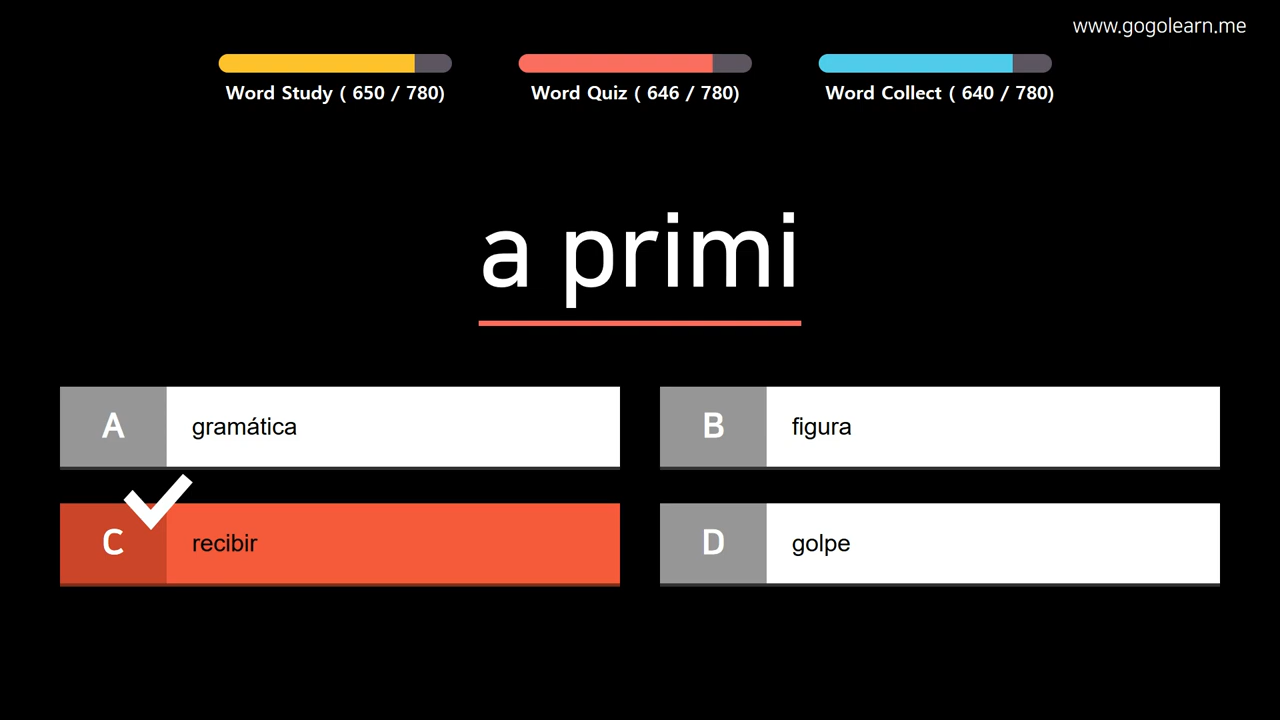 www.gogolearn.me
Word Study ( 650 / 780)
Word Quiz ( 646 / 780)
Word Collect ( 640 / 780)
a primi
A
gramática
B
figura
C
recibir
D
golpe